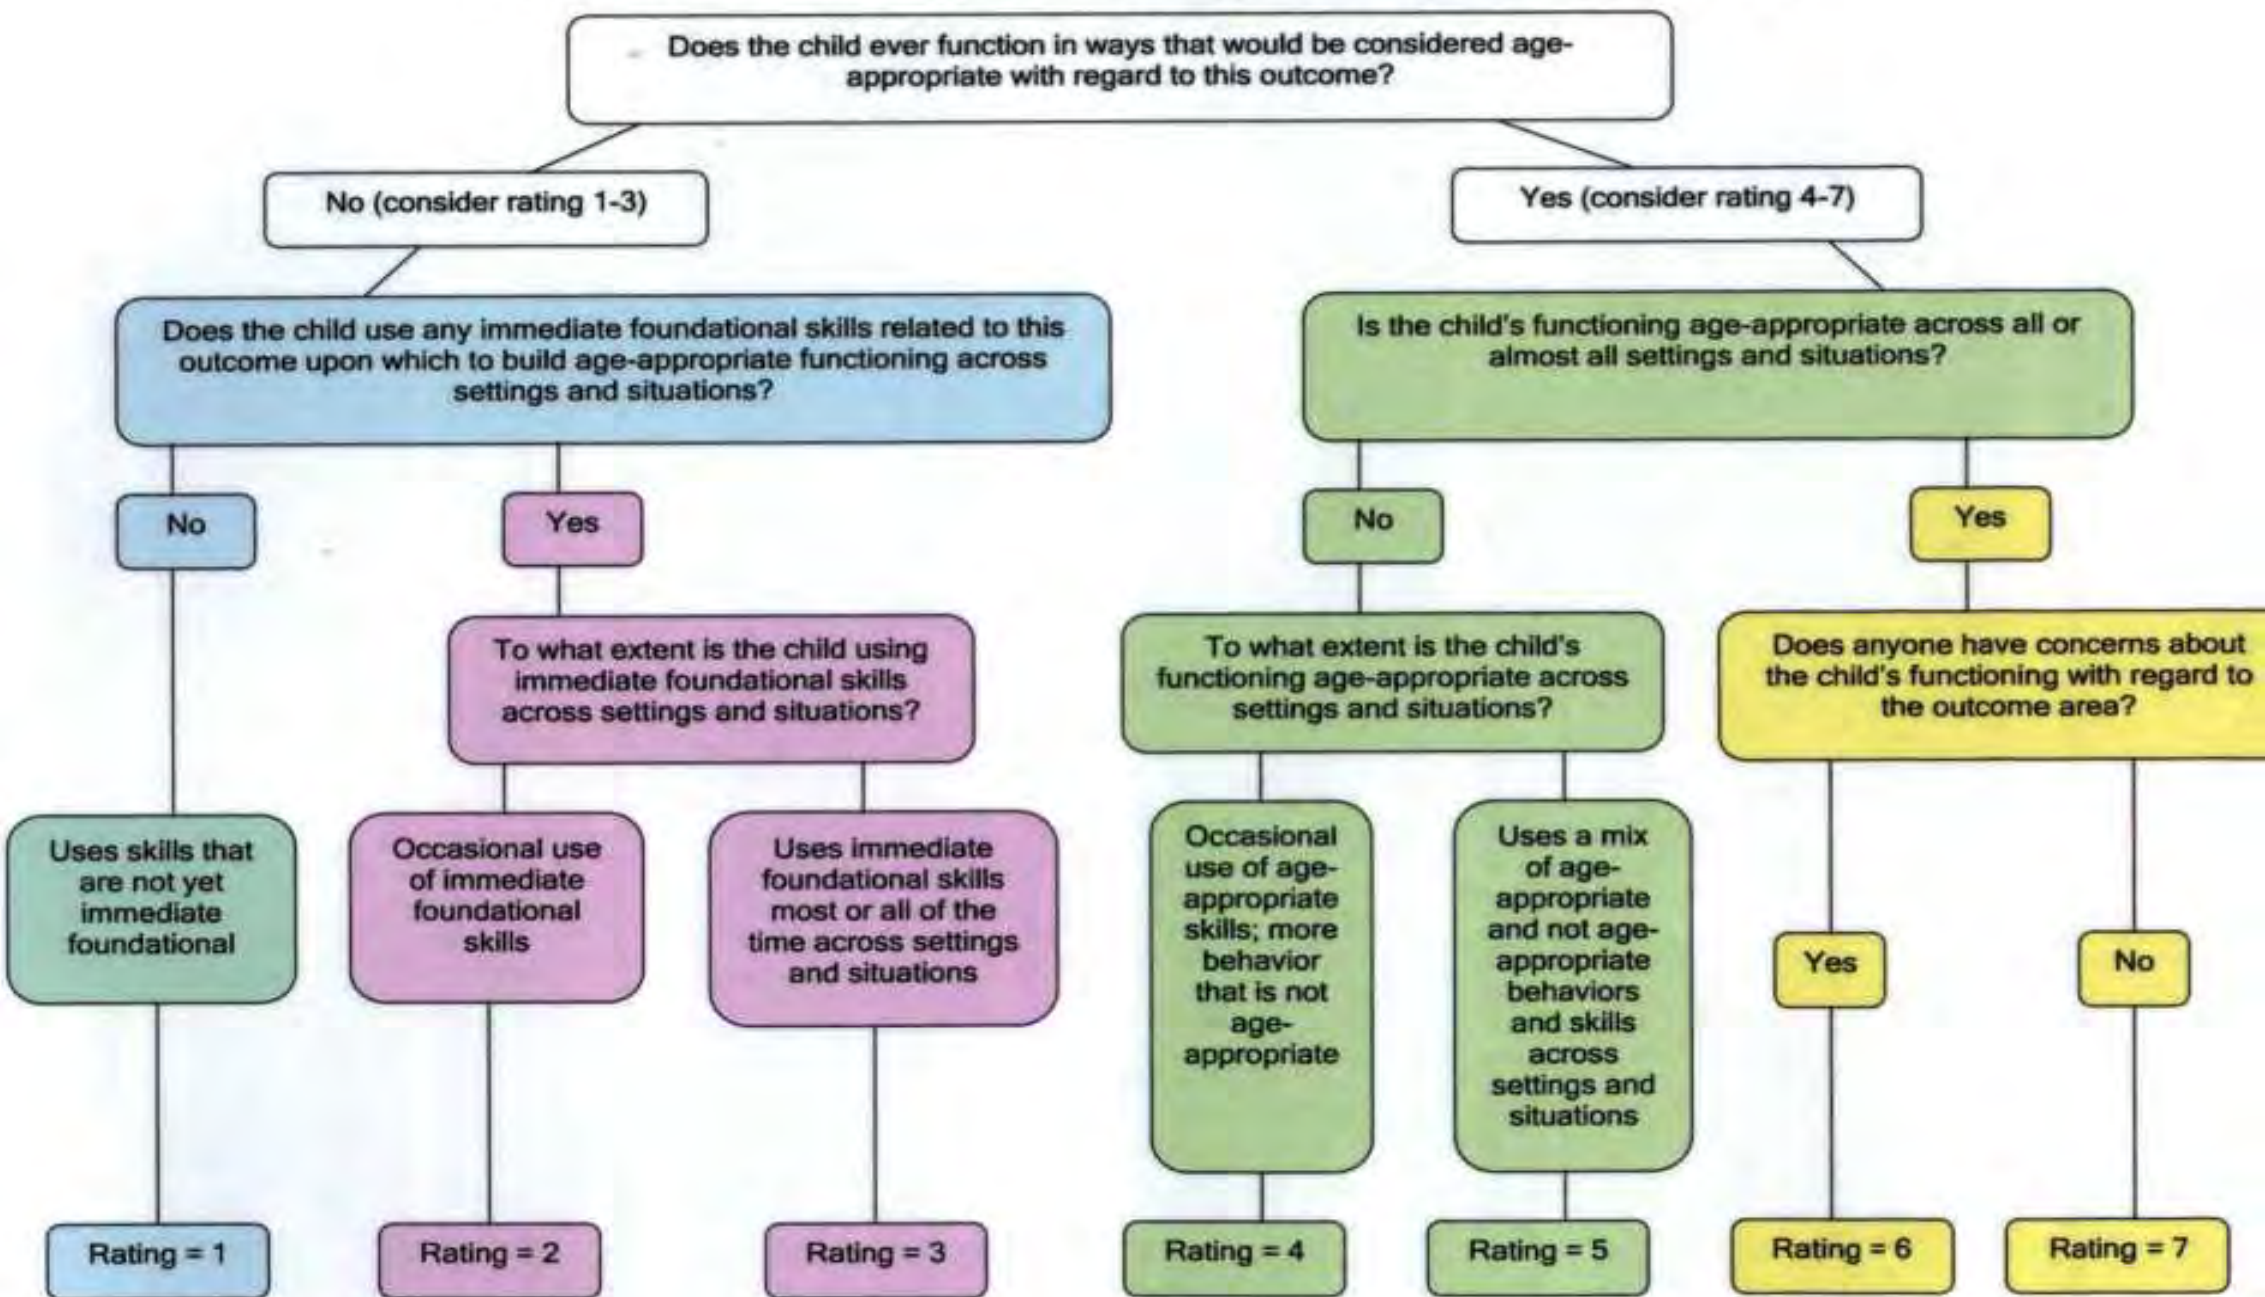 Does the child ever function in ways that would be considered age-
appropriate with regard to this outcome?
No (consider rating 1-3)
Yes (consider rating 4-7)
Does the child use any immediate foundational skills related to this
outcome upon which to build age-appropriate functioning across
settings and situations?
Is the child's functioning age-appropriate across all or
almost all settings and situations?
No
Yes
No
Yes
To what extent is the child using
immediate foundational skills
across settings and situations?
To what extent is the child's
functioning age-appropriate across
settings and situations?
Does anyone have concerns about
the child's functioning with regard to
the outcome area?
Uses skills that
are not yet
immediate
foundational
Occasional use
of immediate
foundational
skills
Uses immediate
foundational skills
most or all of the
time across settings
and situations
Occasional
use of age-
appropriate
skills; more
behavior
that is not
age-
appropriate
Uses a mix
of age-
appropriate
and not age-
appropriate
behaviors
and skills
across
settings and
situations
Yes
No
Rating = 1
Rating = 2
Rating = 3
Rating = 4
Rating = 5
Rating = 6
Rating = 7